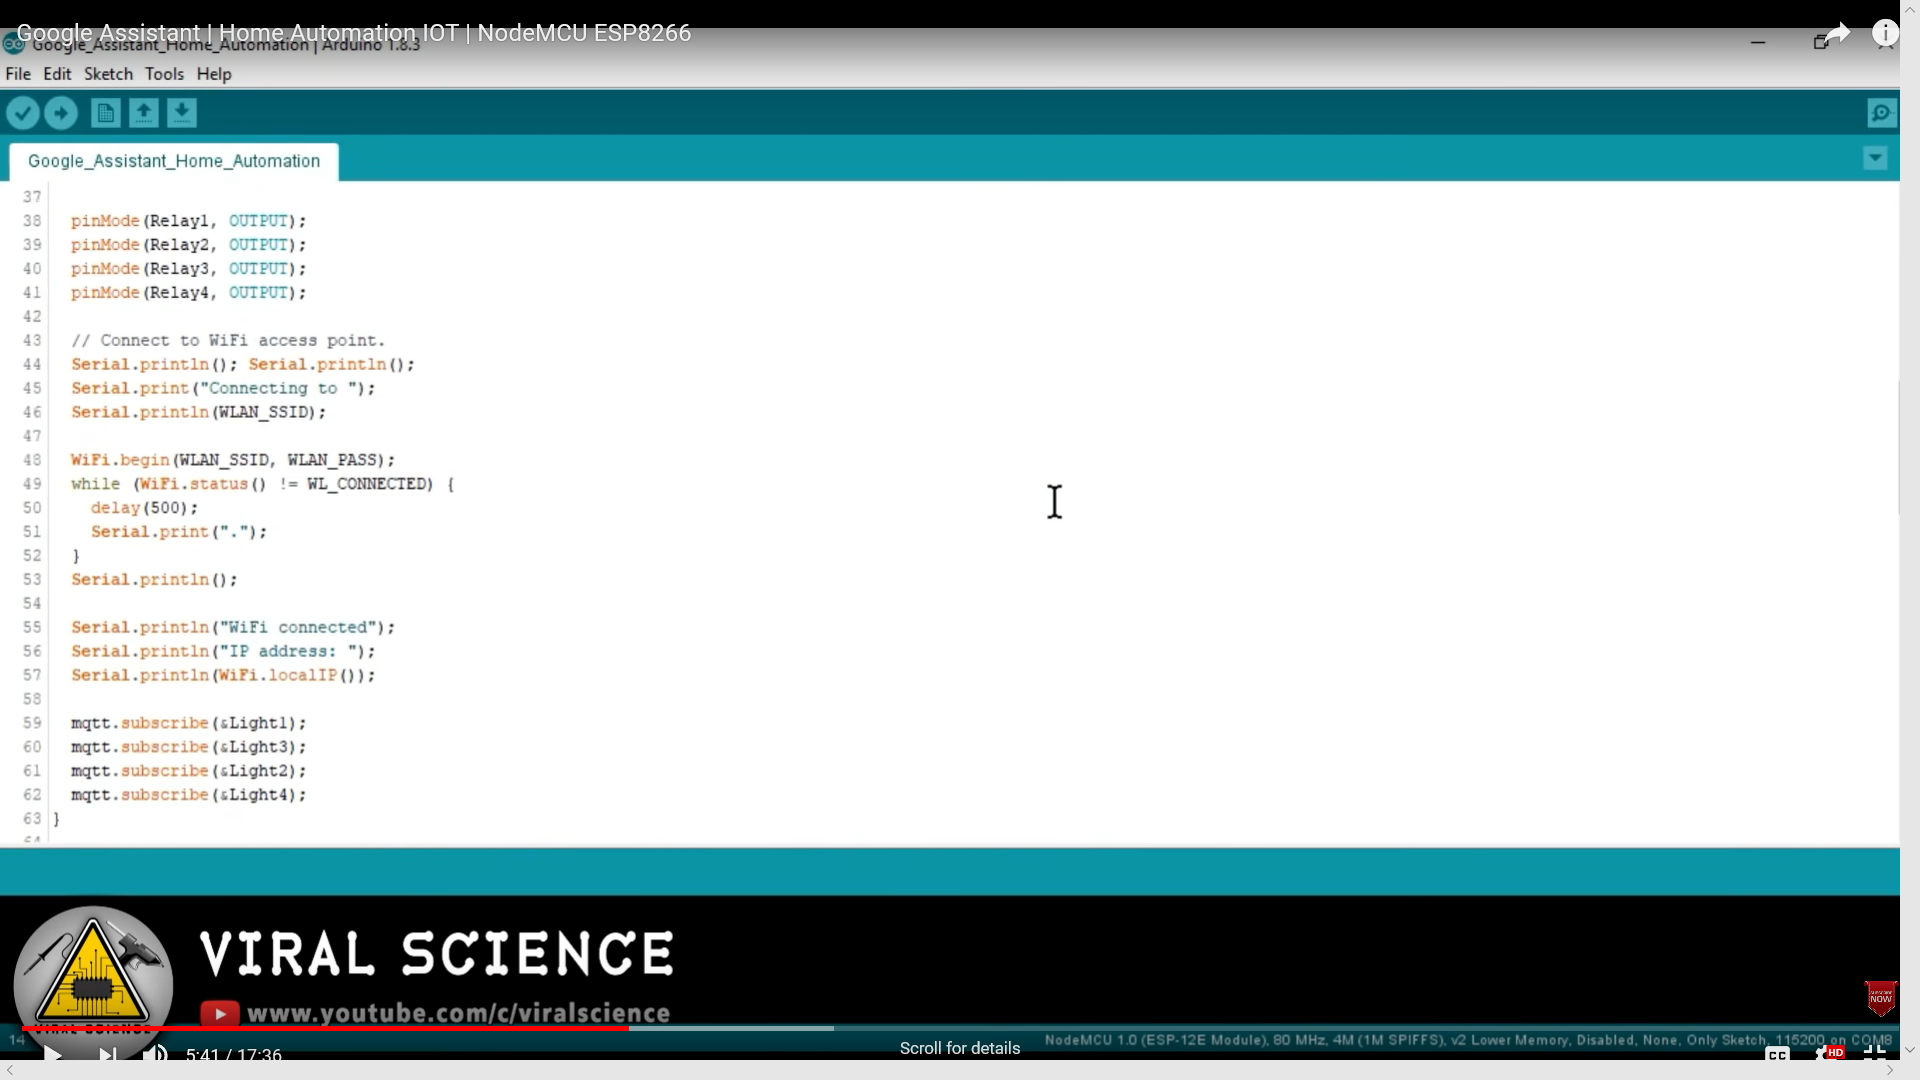 Google Assistant | Home Automation IOT | NodeMCU ESP8266
Google_Assistant_Home_Automation | Arduino 1.8.3
File Edit Sketch Tools Help
Google_Assistant_Home_Automation
37
38 pinMode(Relay1, OUTPUT);
39 pinMode(Relay2, OUTPUT);
40 pinMode(Relay3, OUTPUT);
41 pinMode(Relay4, OUTPUT);
42
43 // Connect to WiFi access point.
44 Serial.println(); Serial.println();
45 Serial.print("Connecting to ");
46 Serial.println(WLAN_SSID);
47
48 WiFi.begin(WLAN_SSID, WLAN_PASS);
49 while (WiFi.status() != WL_CONNECTED) {
50 delay(500);
51 Serial.print(".");
52 }
53 Serial.println();
54
55 Serial.println("WiFi connected");
56 Serial.println("IP address: ");
57 Serial.println(WiFi.localIP());
58
59 mqtt.subscribe(&Light1);
60 mqtt.subscribe(&Light3);
61 mqtt.subscribe(&Light2);
62 mqtt.subscribe(&Light4);
63 }
VIRAL SCIENCE
www.youtube.com/c/viralscience
VIRAL SCIENCE
SUBSCRIBE
NOW
14
NodeMCU 1.0 (ESP-12E Module), 80 MHz, 4M (1M SPIFFS), v2 Lower Memory, Disabled, None, Only Sketch, 115200 on COM8
5:41 / 17:36
Scroll for details
CC
HD